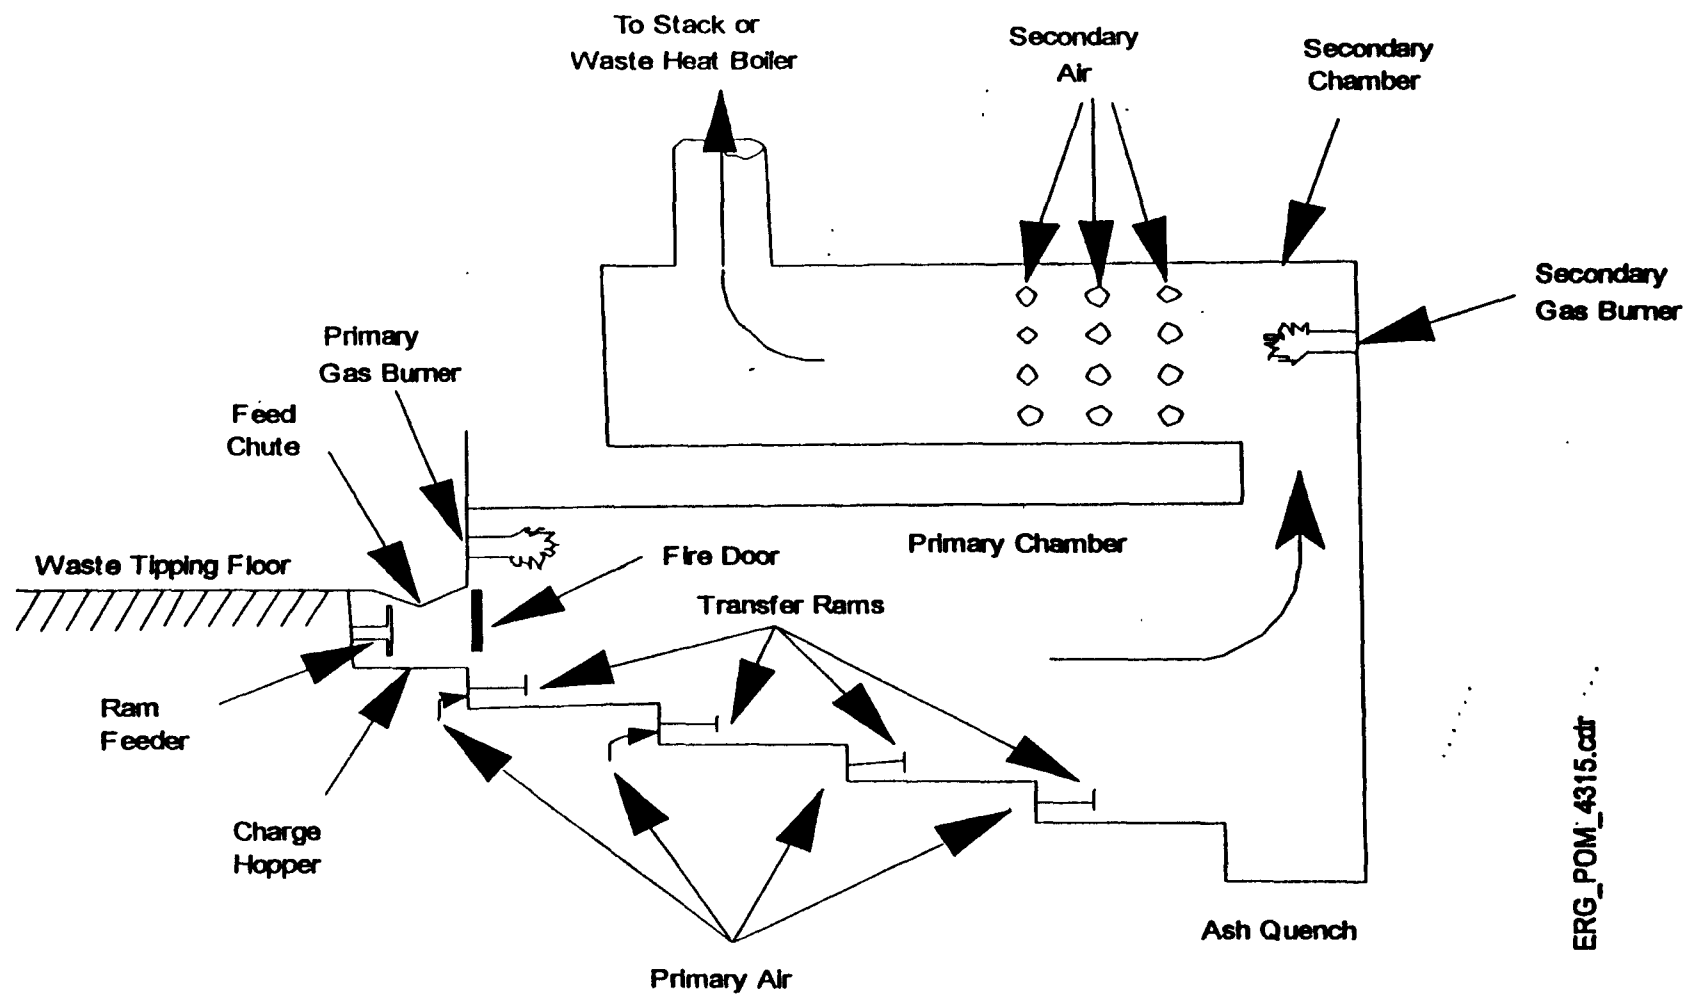 To Stack or
Waste Heat Boiler
Secondary
Air
Secondary
Chamber
Secondary
Gas Burner
Primary
Gas Burner
Feed
Chute
Waste Tipping Floor
Fire Door
Primary Chamber
Transfer Rams
Ram
Feeder
Charge
Hopper
Primary Air
Ash Quench
ERG_POM_4315.cdr